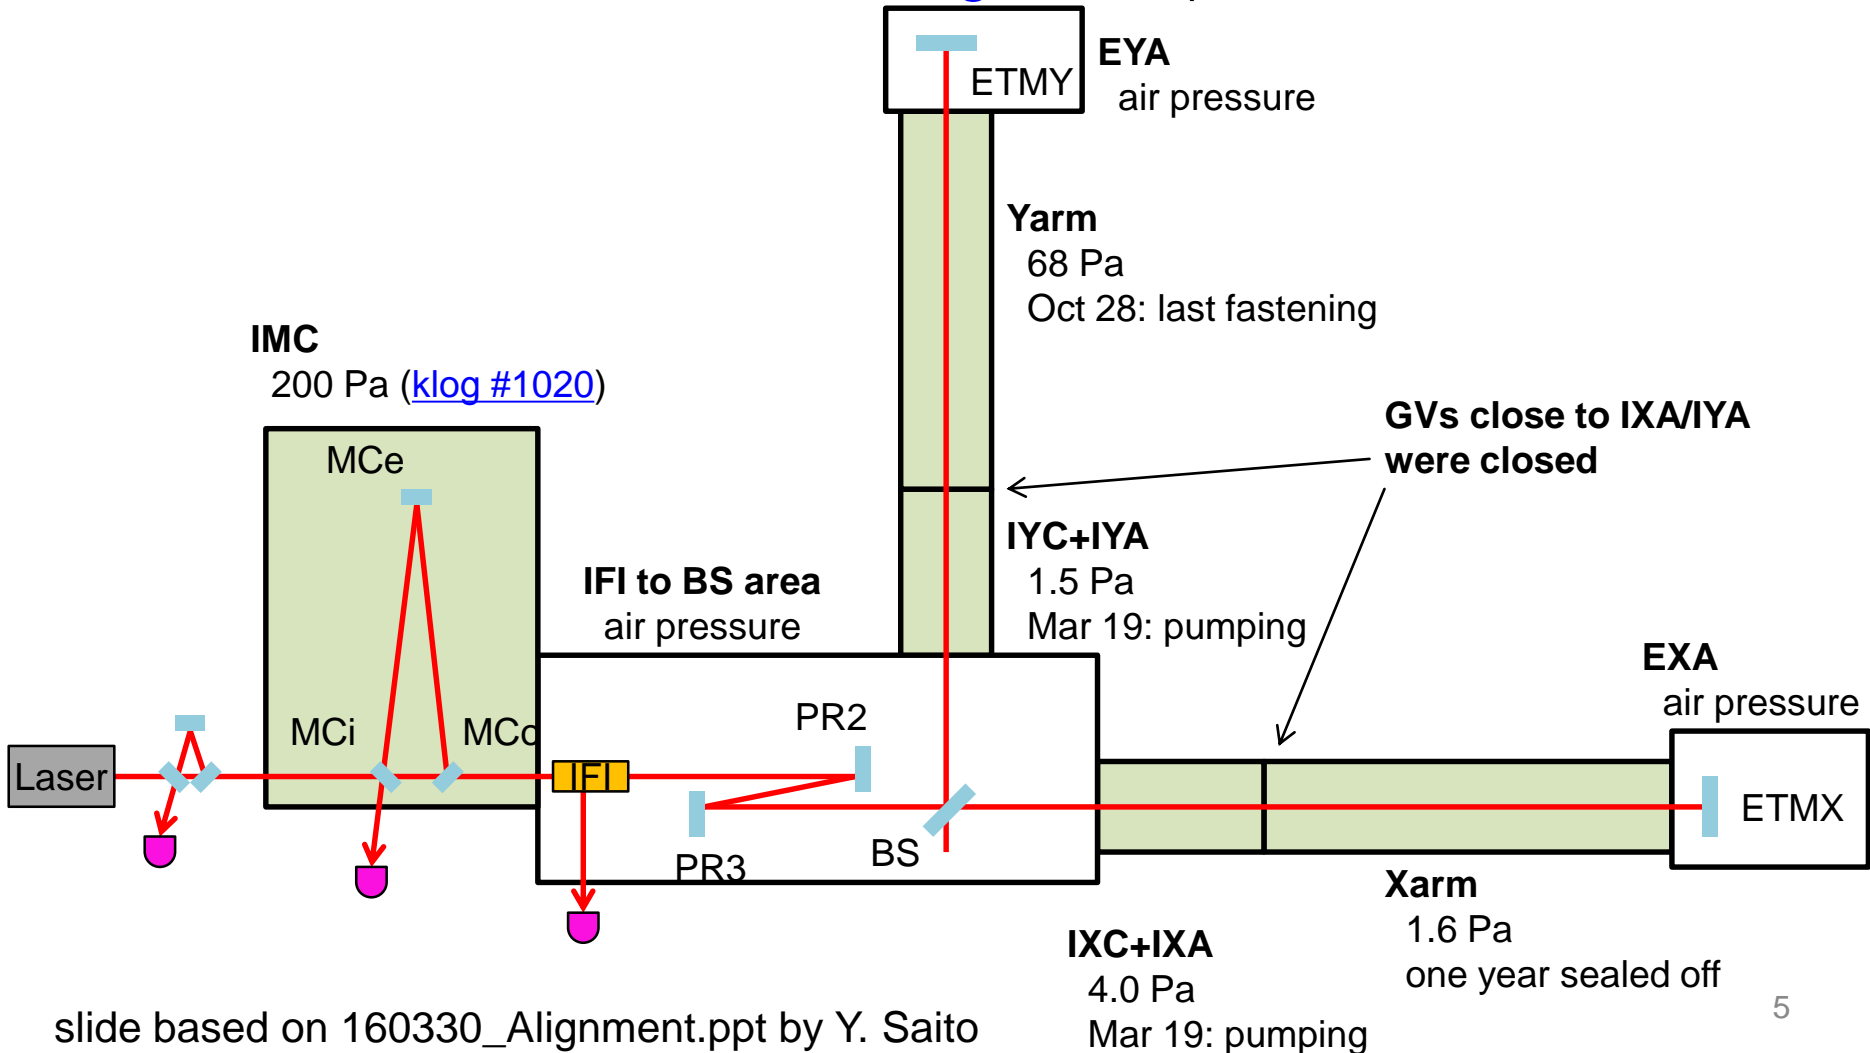 EYA
air pressure
ETMY
Yarm
68 Pa
Oct 28: last fastening
IMC
200 Pa (klog #1020)
GVs close to IXA/IYA
were closed
MCe
IYC+IYA
1.5 Pa
Mar 19: pumping
IFI to BS area
air pressure
EXA
air pressure
MCi
MCo
PR2
Laser
IFI
ETMX
PR3
BS
Xarm
1.6 Pa
one year sealed off
IXC+IXA
4.0 Pa
Mar 19: pumping
slide based on 160330_Alignment.ppt by Y. Saito
5